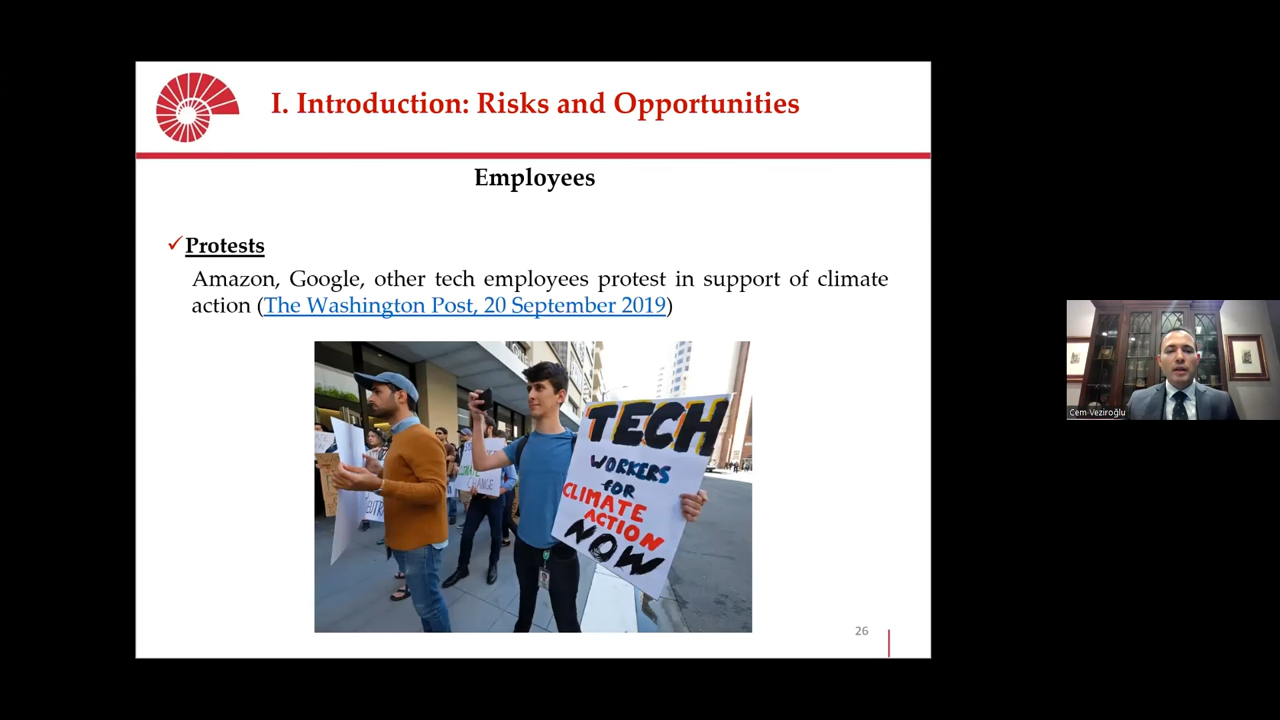 I. Introduction: Risks and Opportunities
Employees
✓Protests
Amazon, Google, other tech employees protest in support of climate
action (The Washington Post, 20 September 2019)
TECH
WORKERS
FOR
CLIMATE
ACTION
NOW
CHANGE
26
Cem Veziroğlu